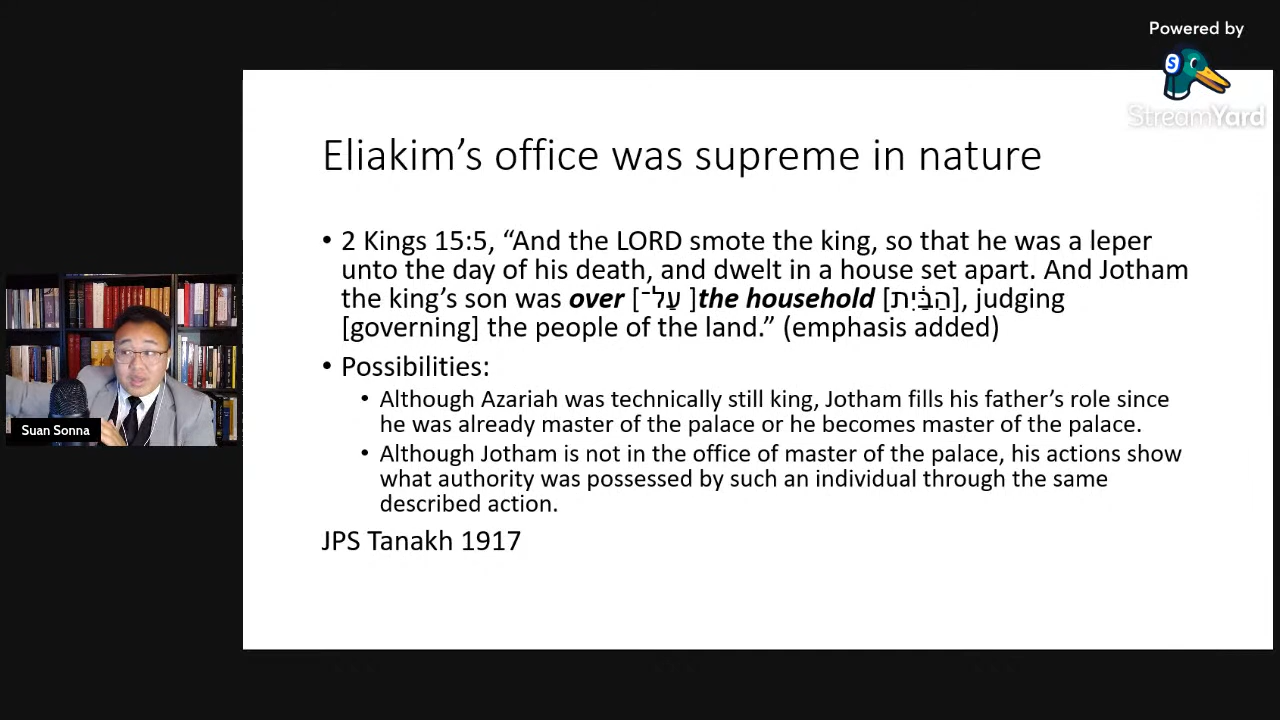 Powered by
S
StreamYard
Eliakim’s office was supreme in nature
• 2 Kings 15:5, “And the LORD smote the king, so that he was a leper
unto the day of his death, and dwelt in a house set apart. And Jotham
the king’s son was over [עַל־ ]the household [הַבַּ֔יִת], judging
[governing] the people of the land.” (emphasis added)
• Possibilities:
• Although Azariah was technically still king, Jotham fills his father’s role since
he was already master of the palace or he becomes master of the palace.
• Although Jotham is not in the office of master of the palace, his actions show
what authority was possessed by such an individual through the same
described action.
JPS Tanakh 1917
Suan Sonna